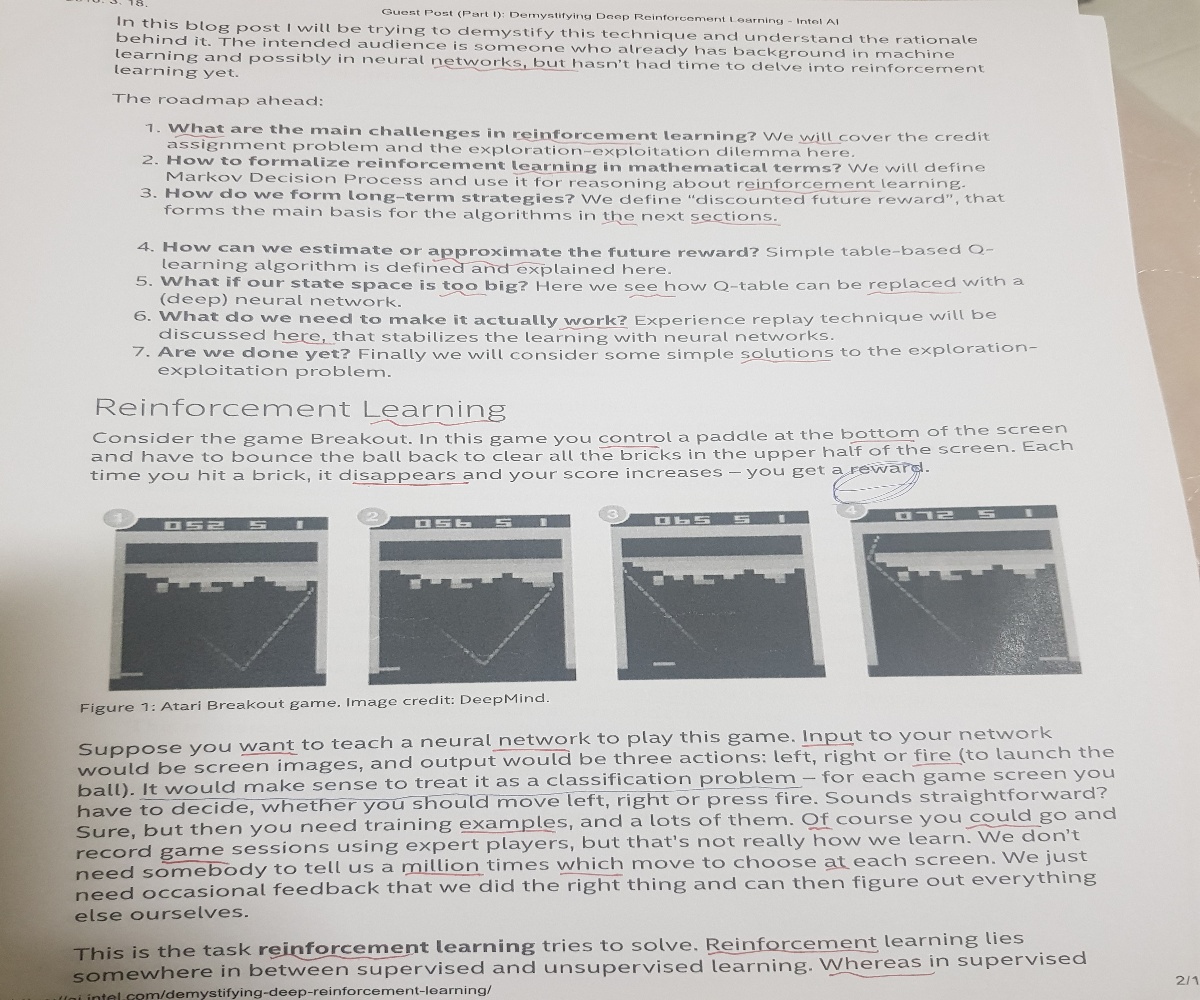 3. 18.
Guest Post (Part I): Demystifying Deep Reinforcement Learning - Intel AI
In this blog post I will be trying to demystify this technique and understand the rationale
behind it. The intended audience is someone who already has background in machine
learning and possibly in neural networks, but hasn't had time to delve into reinforcement
learning yet.
The roadmap ahead:
1. What are the main challenges in reinforcement learning? We will cover the credit
assignment problem and the exploration-exploitation dilemma here.
2. How to formalize reinforcement learning in mathematical terms? We will define
Markov Decision Process and use it for reasoning about reinforcement learning.
3. How do we form long-term strategies? We define "discounted future reward", that
forms the main basis for the algorithms in the next sections.
4. How can we estimate or approximate the future reward? Simple table-based Q-
learning algorithm is defined and explained here.
5. What if our state space is too big? Here we see how Q-table can be replaced with a
(deep) neural network.
6. What do we need to make it actually work? Experience replay technique will be
discussed here, that stabilizes the learning with neural networks.
7. Are we done yet? Finally we will consider some simple solutions to the exploration-
exploitation problem.
Reinforcement Learning
Consider the game Breakout. In this game you control a paddle at the bottom of the screen
and have to bounce the ball back to clear all the bricks in the upper half of the screen. Each
time you hit a brick, it disappears and your score increases – you get a reward.
1 052 5 1 2 056 5 1 3 065 5 1 4 072 5 1
Figure 1: Atari Breakout game. Image credit: DeepMind.
Suppose you want to teach a neural network to play this game. Input to your network
would be screen images, and output would be three actions: left, right or fire (to launch the
ball). It would make sense to treat it as a classification problem – for each game screen you
have to decide, whether you should move left, right or press fire. Sounds straightforward?
Sure, but then you need training examples, and a lots of them. Of course you could go and
record game sessions using expert players, but that's not really how we learn. We don't
need somebody to tell us a million times which move to choose at each screen. We just
need occasional feedback that we did the right thing and can then figure out everything
else ourselves.
This is the task reinforcement learning tries to solve. Reinforcement learning lies
somewhere in between supervised and unsupervised learning. Whereas in supervised
intel.com/demystifying-deep-reinforcement-learning/
2/1